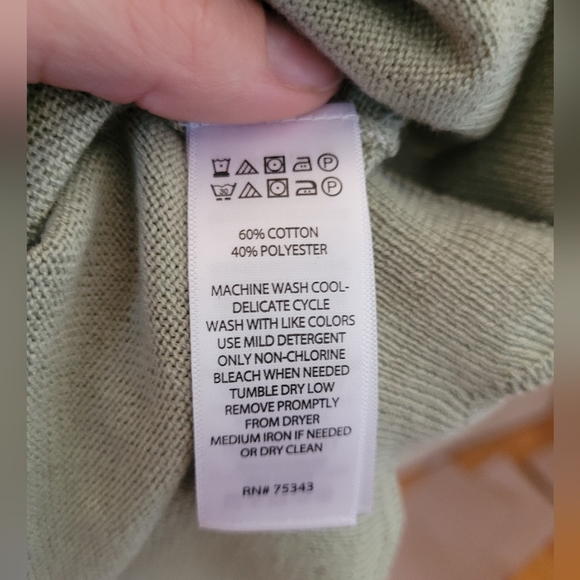 P
30 P
60% COTTON
40% POLYESTER
MACHINE WASH COOL-
DELICATE CYCLE
WASH WITH LIKE COLORS
USE MILD DETERGENT
ONLY NON-CHLORINE
BLEACH WHEN NEEDED
TUMBLE DRY LOW
REMOVE PROMPTLY
FROM DRYER
MEDIUM IRON IF NEEDED
OR DRY CLEAN
RN# 75343